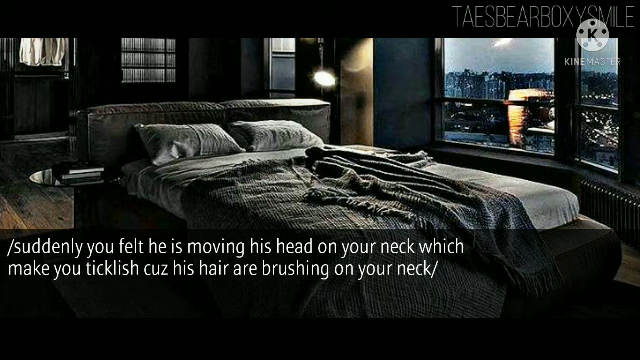 TAESBEARBOXYSMILE
KINEMASTER
/suddenly you felt he is moving his head on your neck which
make you ticklish cuz his hair are brushing on your neck/